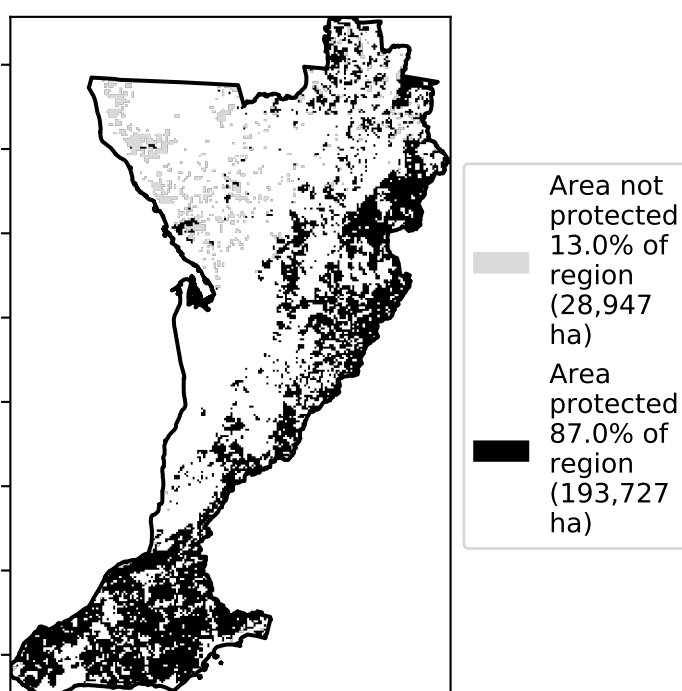 Area not
protected
13.0% of
region
(28,947
ha)
Area
protected
87.0% of
region
(193,727
ha)